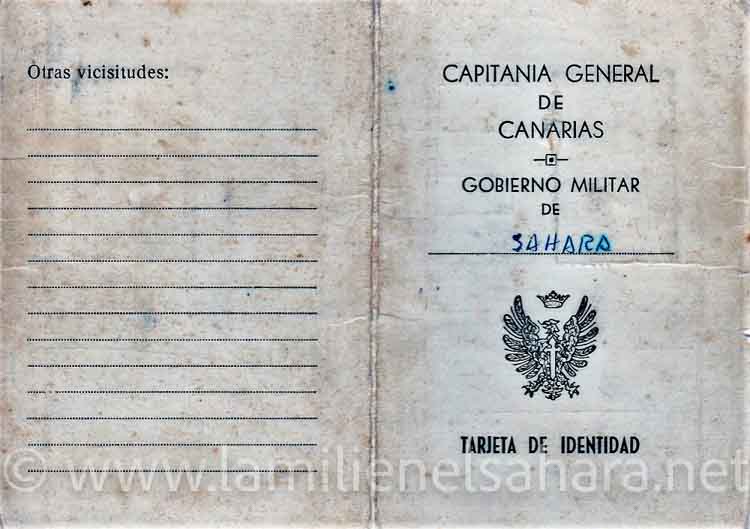 Otras vicisitudes:
CAPITANIA GENERAL
DE
CANARIAS
GOBIERNO MILITAR
DE
SAHARA
TARJETA DE IDENTIDAD
© www.lamilienelsahara.net